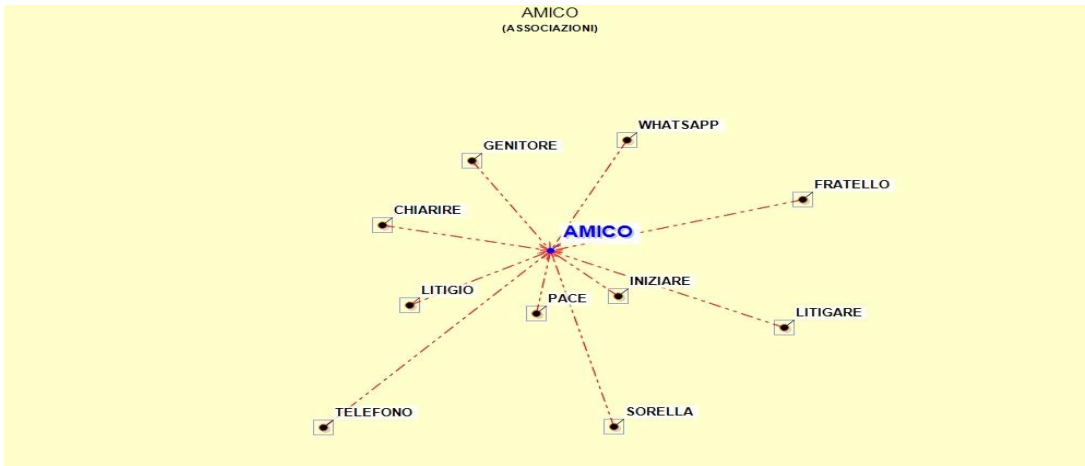 AMICO
(ASSOCIAZIONI)
WHATSAPP
GENITORE
FRATELLO
CHIARIRE
AMICO
INIZIARE
LITIGIO
PACE
LITIGARE
TELEFONO
SORELLA